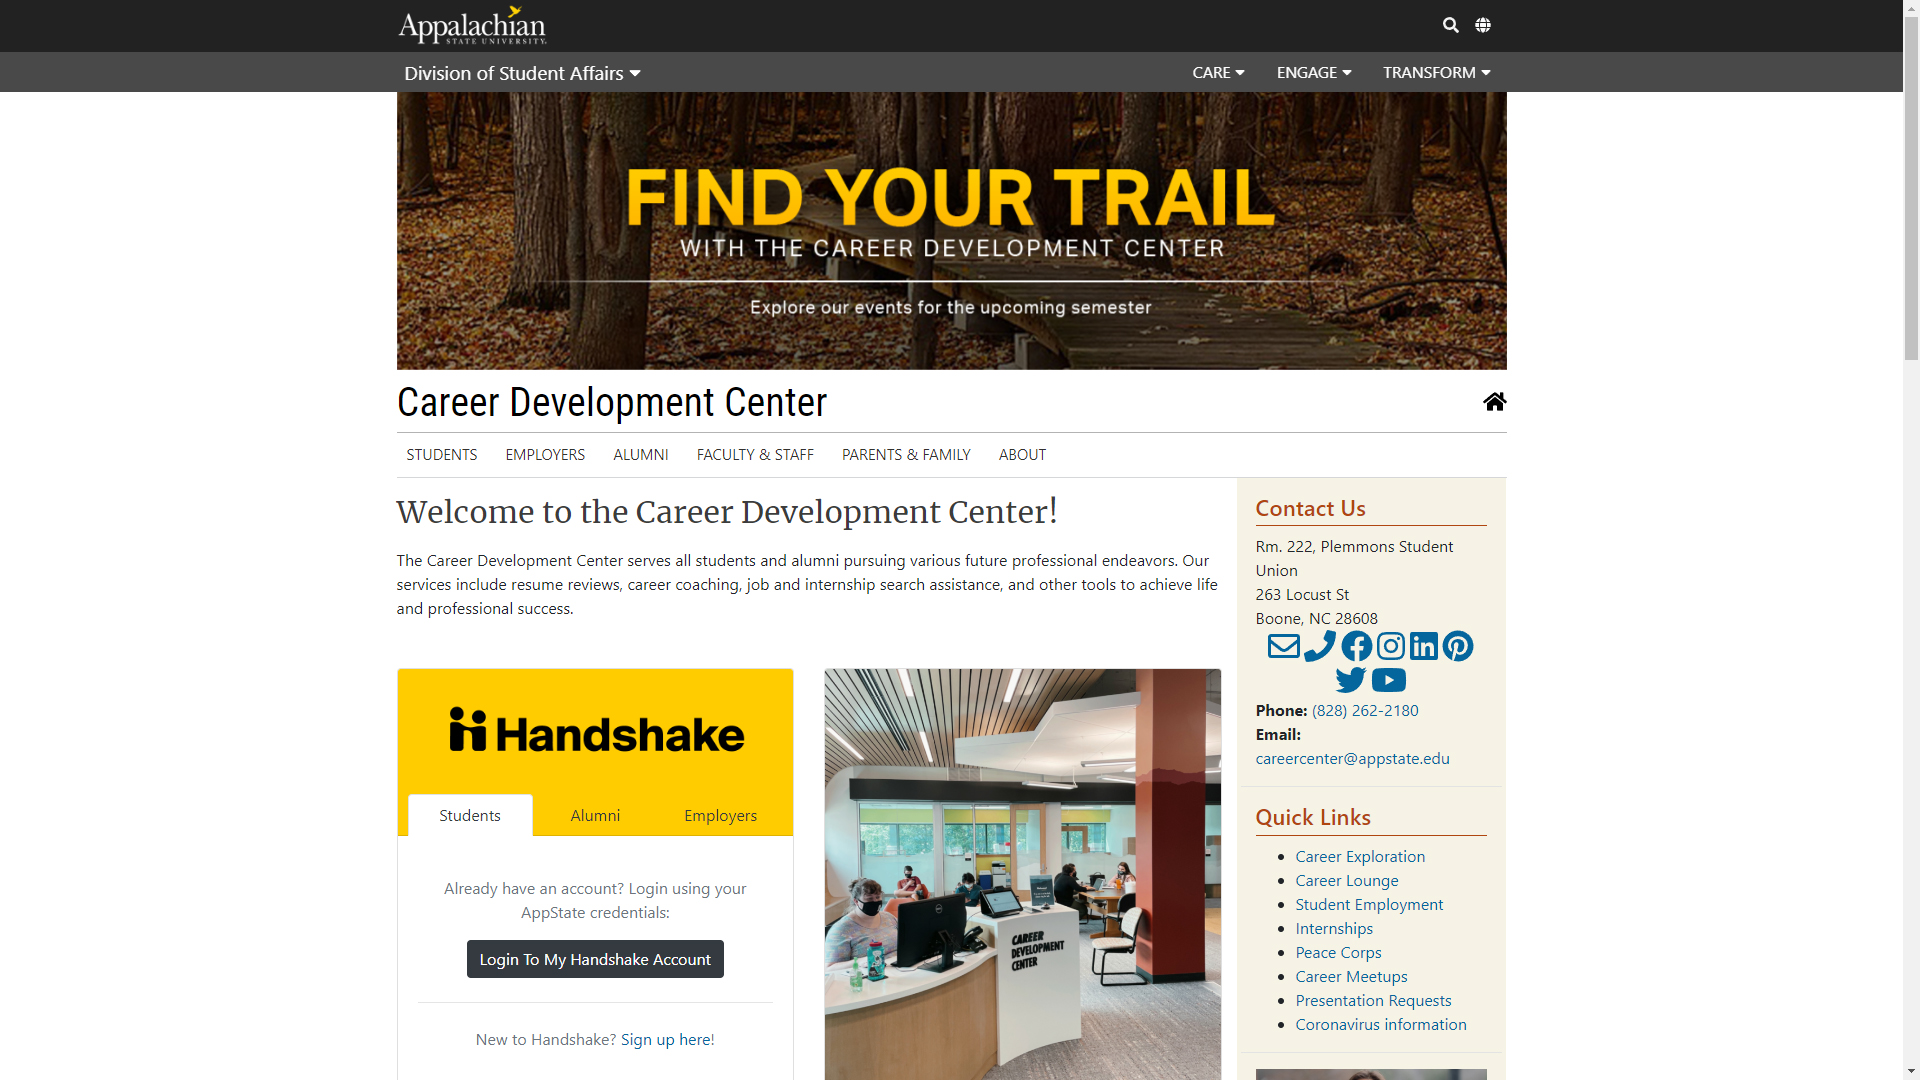 Appalachian
STATE UNIVERSITY
Division of Student Affairs
CARE
ENGAGE
TRANSFORM
FIND YOUR TRAIL
WITH THE CAREER DEVELOPMENT CENTER
Explore our events for the upcoming semester
Career Development Center
STUDENTS
EMPLOYERS
ALUMNI
FACULTY & STAFF
PARENTS & FAMILY
ABOUT
Welcome to the Career Development Center!
The Career Development Center serves all students and alumni pursuing various future professional endeavors. Our
services include resume reviews, career coaching, job and internship search assistance, and other tools to achieve life
and professional success.
Handshake
Students
Alumni
Employers
Already have an account? Login using your
AppState credentials:
Login To My Handshake Account
New to Handshake? Sign up here!
CAREER
DEVELOPMENT
CENTER
Contact Us
Rm. 222, Plemmons Student
Union
263 Locust St
Boone, NC 28608
Phone: (828) 262-2180
Email:
careercenter@appstate.edu
Quick Links
Career Exploration
Career Lounge
Student Employment
Internships
Peace Corps
Career Meetups
Presentation Requests
Coronavirus information